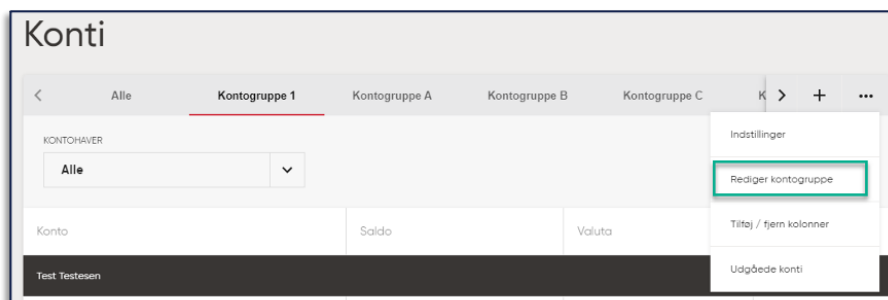 Konti
Alle Kontogruppe 1 Kontogruppe A Kontogruppe B Kontogruppe C K
Indstillinger
KONTOHAVER
Alle
Rediger kontogruppe
Konto Saldo Valuta
Tilføj / fjern kolonner
Test Testesen
Udgåede konti